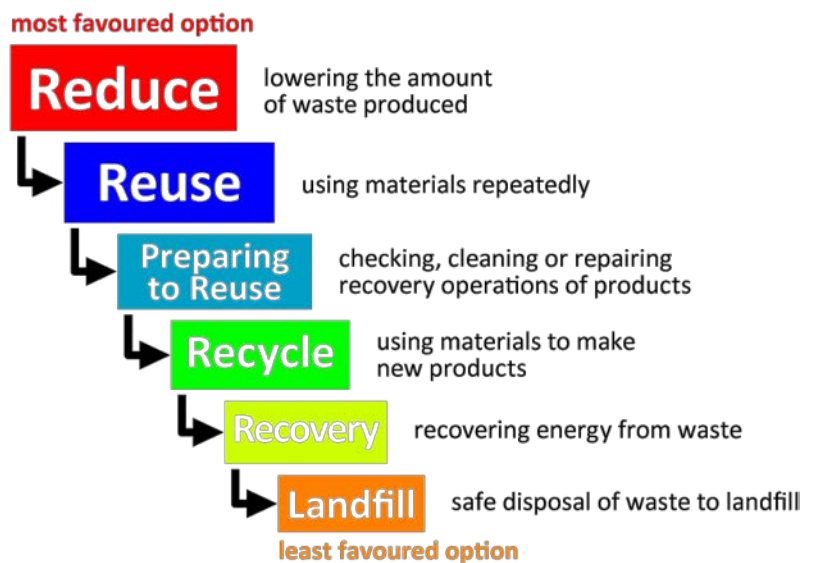 most favoured option
Reduce
lowering the amount
of waste produced
Reuse
using materials repeatedly
Preparing
to Reuse
checking, cleaning or repairing
recovery operations of products
Recycle
using materials to make
new products
Recovery
recovering energy from waste
Landfill
safe disposal of waste to landfill
least favoured option